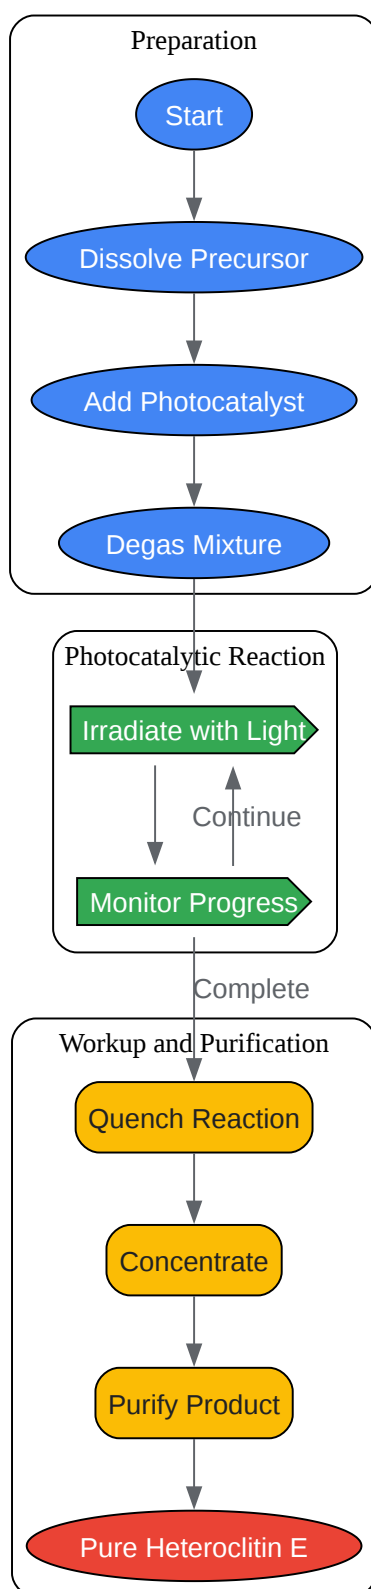 Preparation
Start
Dissolve Precursor
Add Photocatalyst
Degas Mixture
Photocatalytic Reaction
Irradiate with Light
Continue
Monitor Progress
Complete
Workup and Purification
Quench Reaction
Concentrate
Purify Product
Pure Heteroclitin E